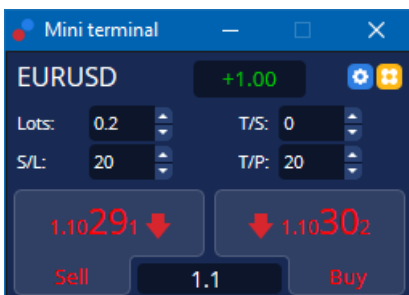 Mini terminal
EURUSD +1.00
Lots: 0.2 T/S: 0
S/L: 20 T/P: 20
1.10291 1.10302
Sell 1.1 Buy